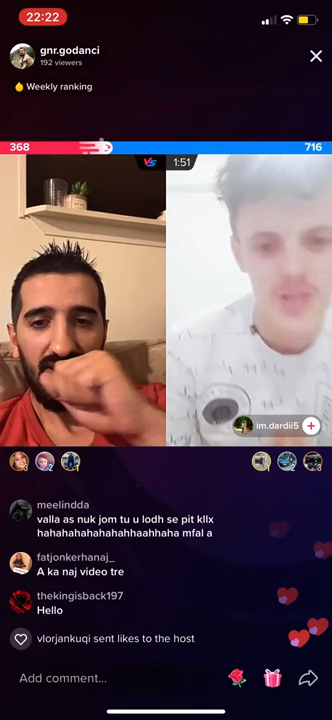 22:22
gnr.godanci
192 viewers
Weekly ranking
368
716
VS
1:51
im.dardii5
meelindda
valla as nuk jom tu u lodh se pit kllx
hahahahahahahahhaahhaha mfal a
fatjonkerhanaj_
A ka naj video tre
thekingisback197
Hello
vlorjankuqi sent likes to the host
Add comment...